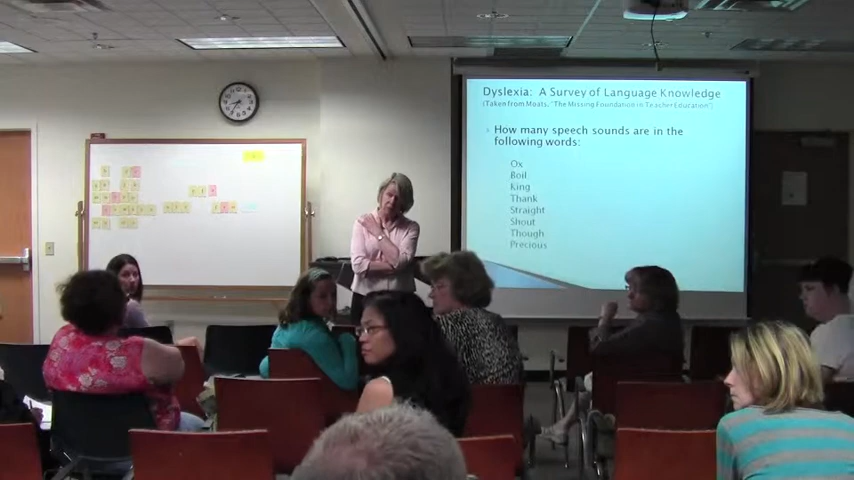 Dyslexia: A Survey of Language Knowledge
(Taken from Moats, "The Missing Foundation in Teacher Education")
How many speech sounds are in the
following words:
Ox
Boil
King
Thank
Straight
Shout
Though
Precious